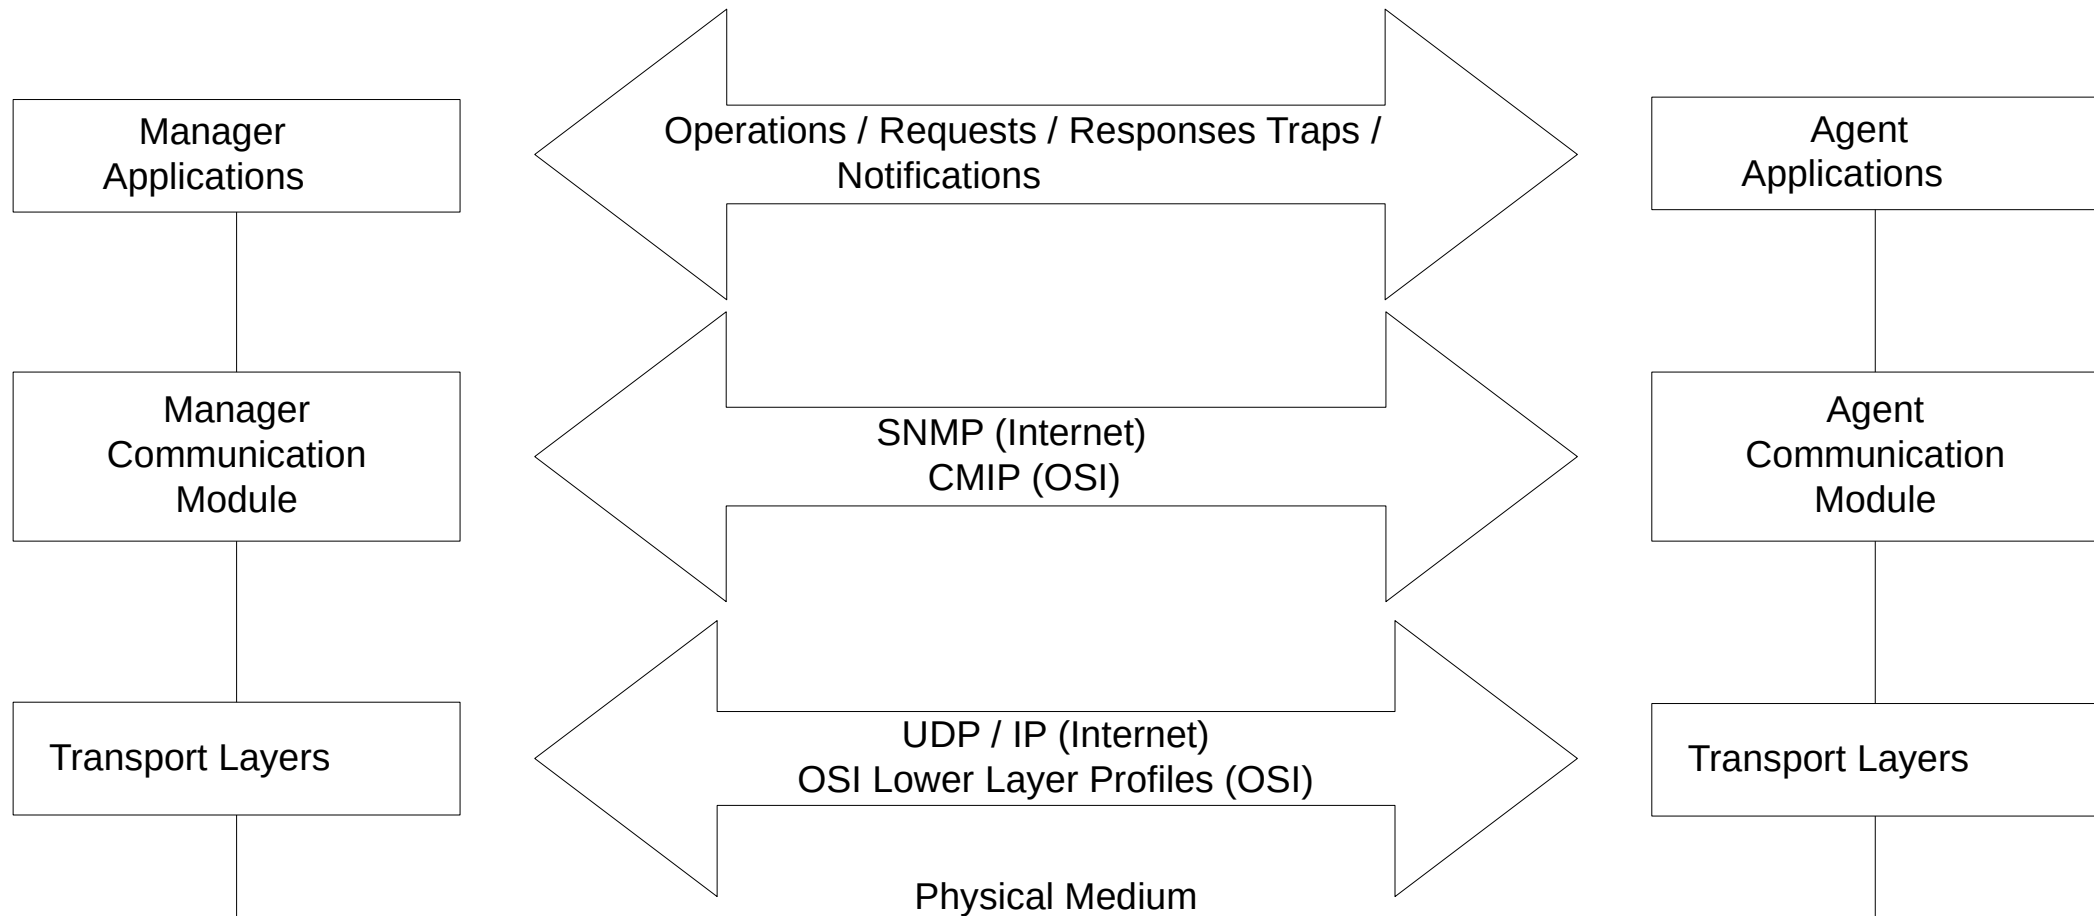 Manager
Applications
Operations / Requests / Responses Traps /
Notifications
Agent
Applications
Manager
Communication
Module
SNMP (Internet)
CMIP (OSI)
Agent
Communication
Module
Transport Layers
UDP / IP (Internet)
OSI Lower Layer Profiles (OSI)
Transport Layers
Physical Medium